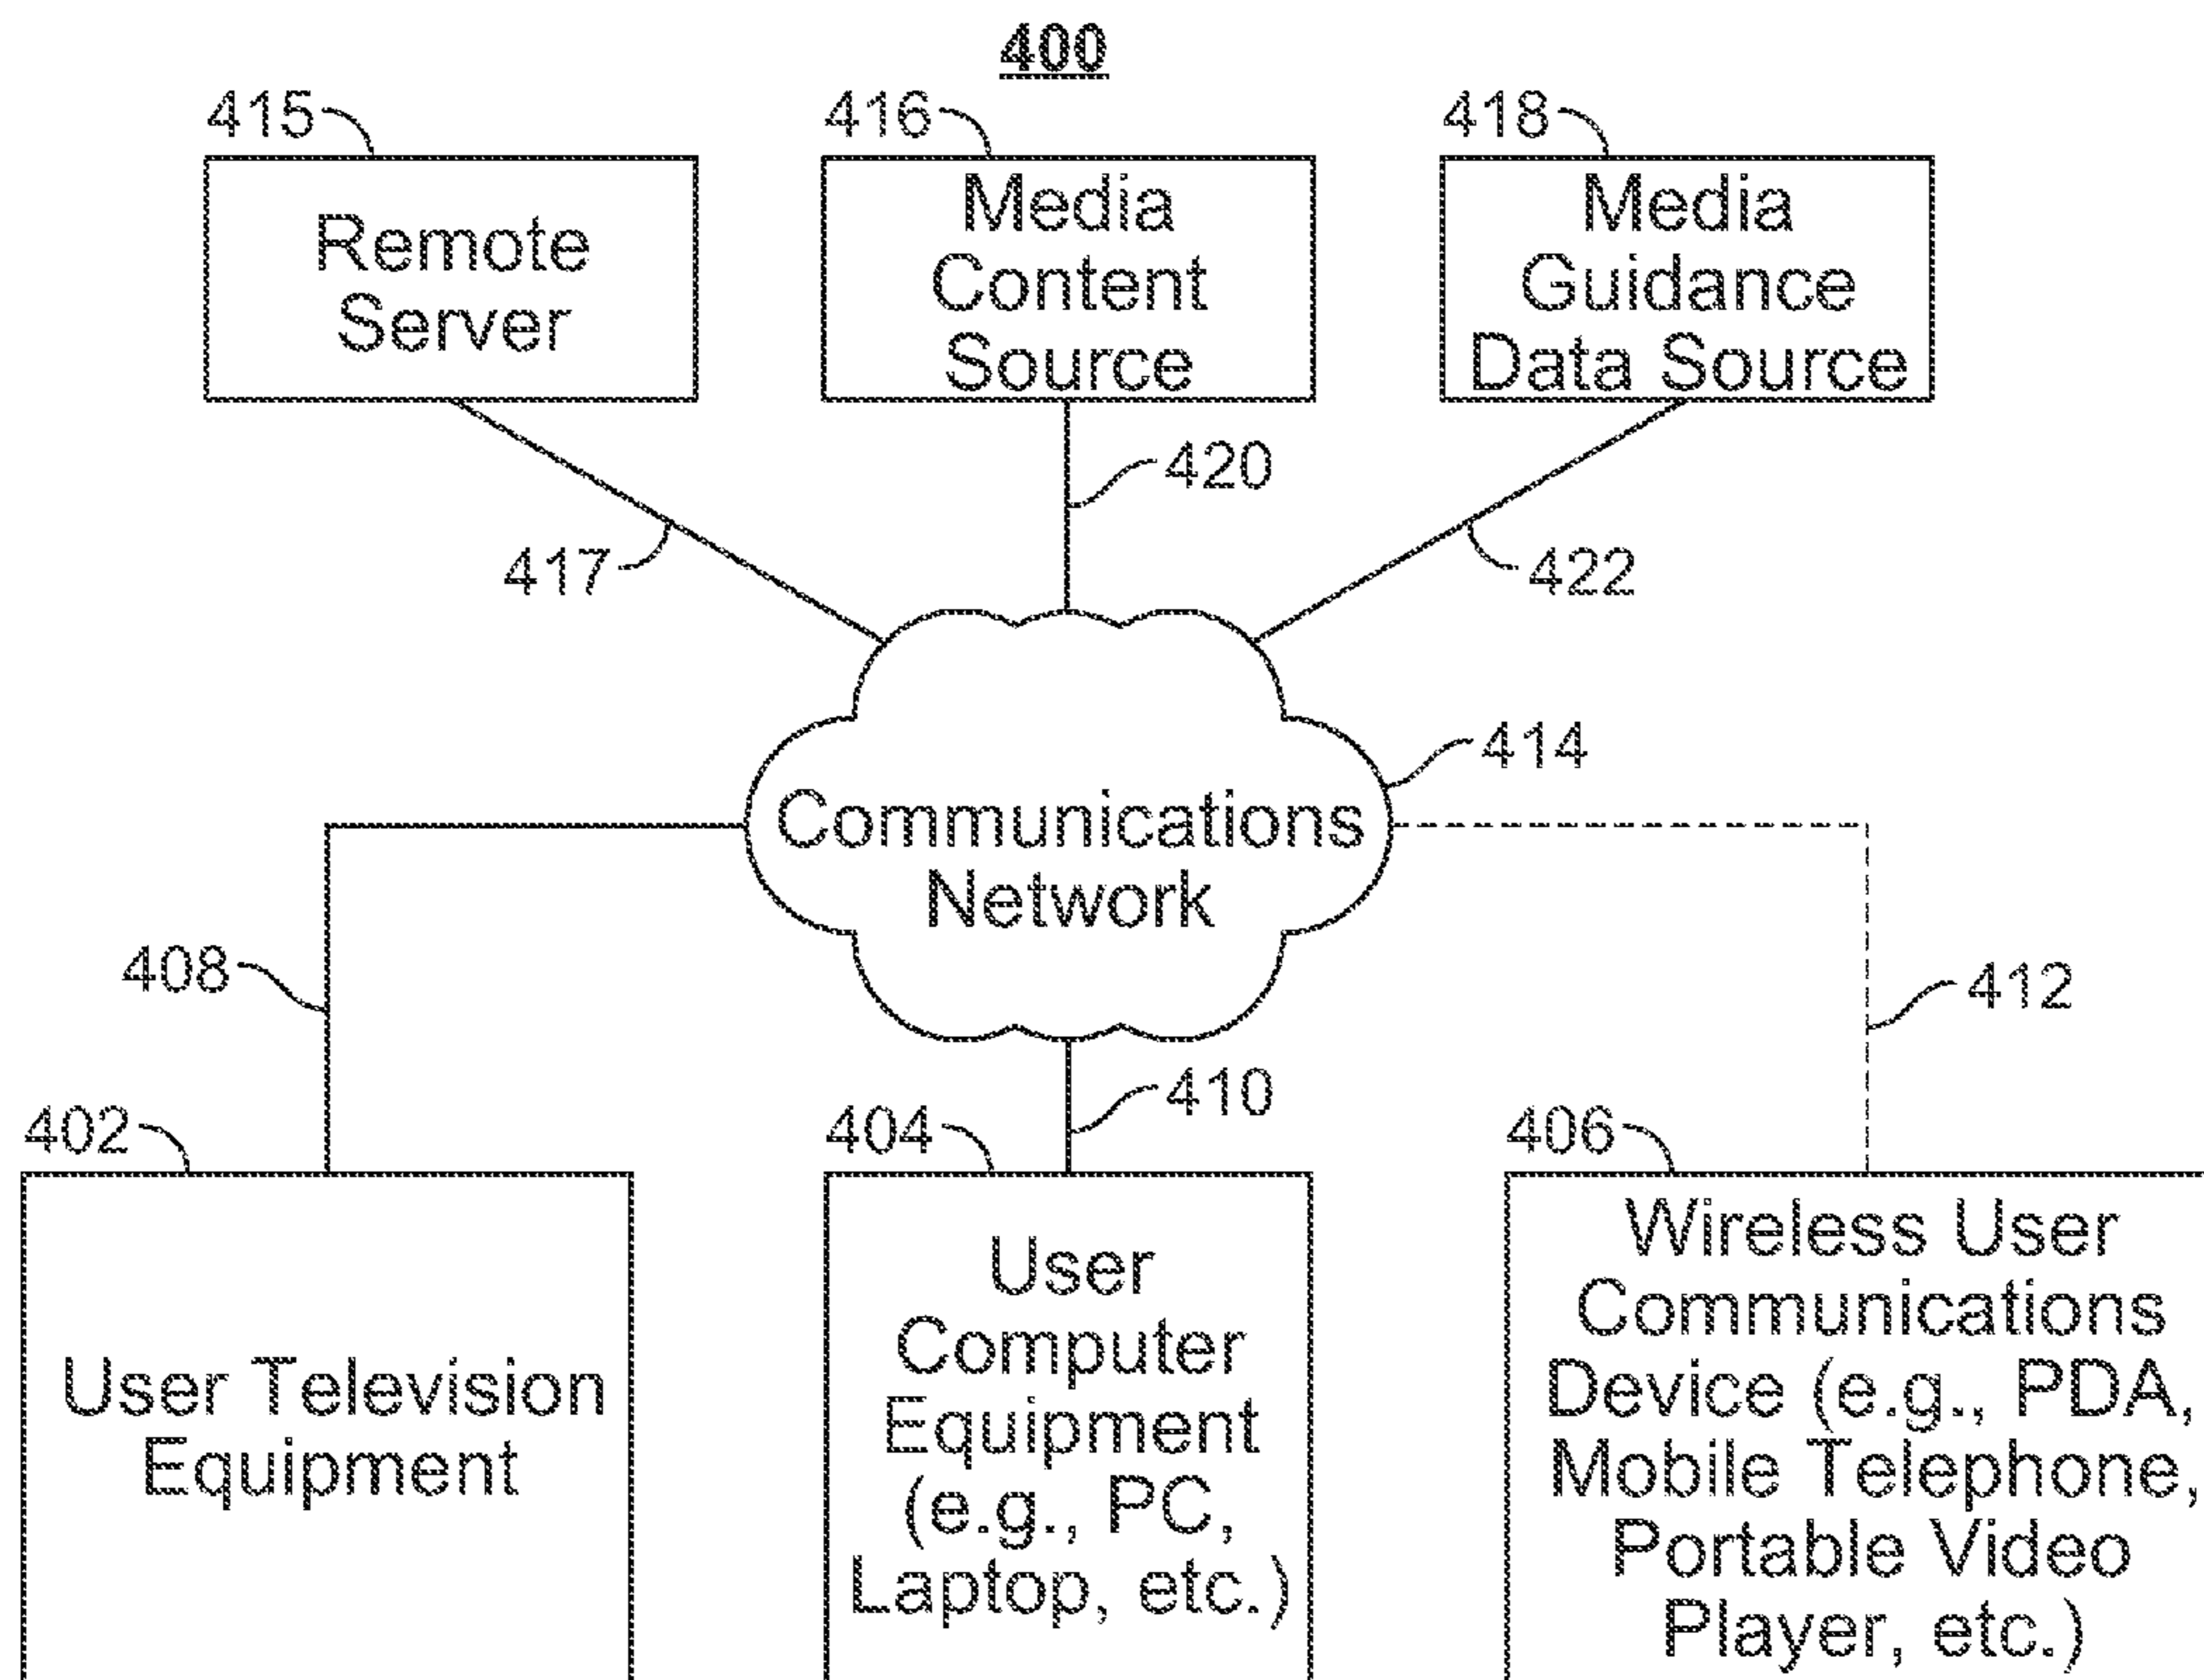 400
415
416
418
Remote
Server
Media
Content
Source
Media
Guidance
Data Source
420
417
422
414
Communications
Network
408
412
410
402
404
406
User Television
Equipment
User
Computer
Equipment
(e.g., PC,
Laptop, etc.)
Wireless User
Communications
Device (e.g., PDA,
Mobile Telephone,
Portable Video
Player, etc.)